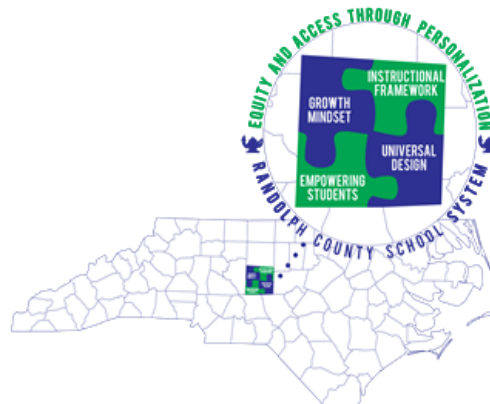 EQUITY AND ACCESS THROUGH PERSONALIZATION
INSTRUCTIONAL
FRAMEWORK
GROWTH
MINDSET
UNIVERSAL
DESIGN
EMPOWERING
STUDENTS
RANDOLPH COUNTY SCHOOL SYSTEM